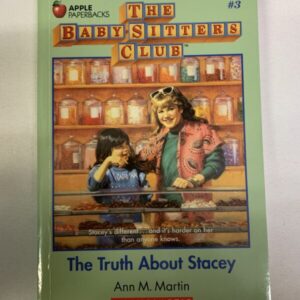 APPLE
PAPERBACKS
THE
BABY-SITTERS
CLUB
#3
Stacey's different... and it's harder on her
than anyone knows.
The Truth About Stacey
Ann M. Martin